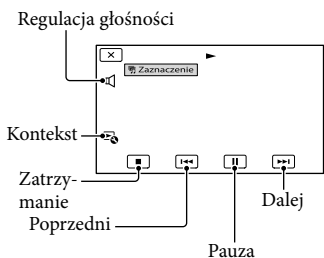 Regulacja głośności
Zaznaczenie
Kontekst
Zatrzy-
manie
Poprzedni
Dalej
Pauza